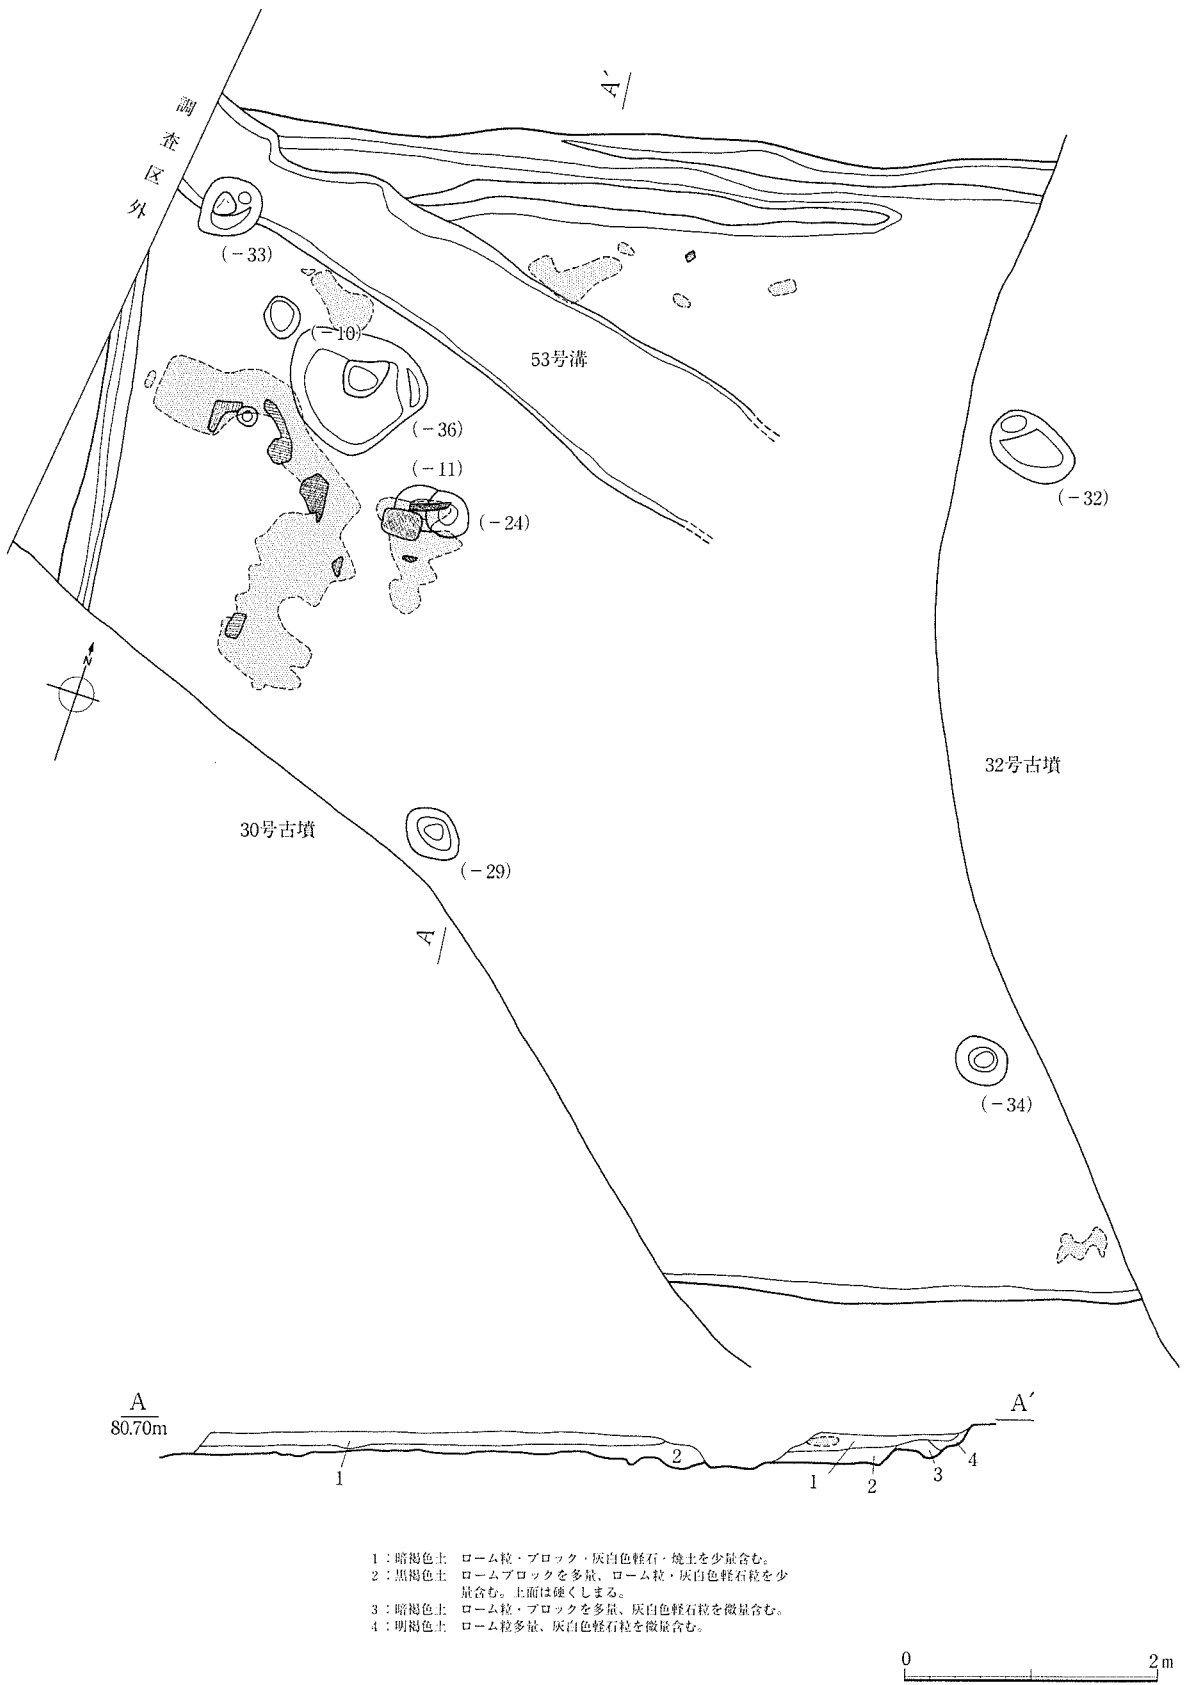 A′
調査区外
(-33)
(-10)
53号溝
(-36)
(-11)
(-24)
(-32)
N
32号古墳
30号古墳
(-29)
A
(-34)
A
80.70m
A′
1
2
1
2
3
4
1：暗褐色土　ローム粒・ブロック・灰白色軽石・焼土を少量含む。
2：黒褐色土　ロームブロックを多量、ローム粒・灰白色軽石粒を少
量含む。上面は硬くしまる。
3：暗褐色土　ローム粒・ブロックを多量、灰白色軽石粒を微量含む。
4：明褐色土　ローム粒多量、灰白色軽石粒を微量含む。
0
2m